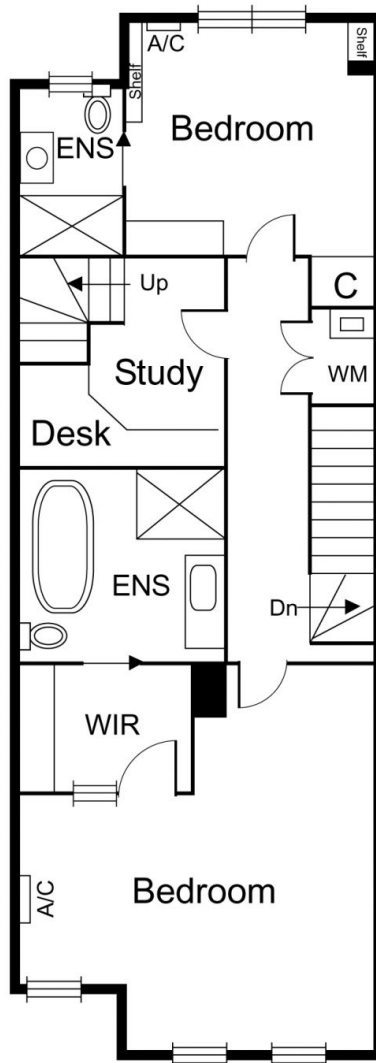 A/C
Shelf
Shelf
Bedroom
ENS
Up
C
Study
WM
Desk
ENS
Dn
WIR
Bedroom
A/C